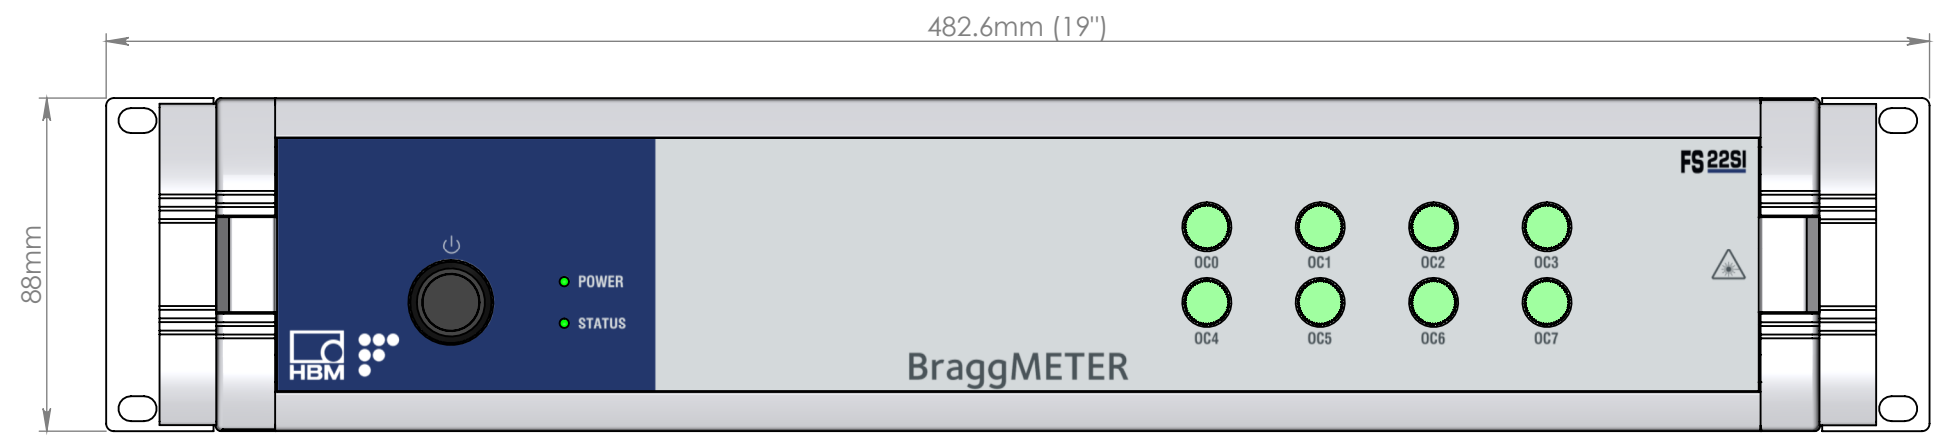 482.6mm (19")
88mm
FS 22SI
OC0 OC1 OC2 OC3
POWER
STATUS
OC4 OC5 OC6 OC7
HBM
BraggMETER